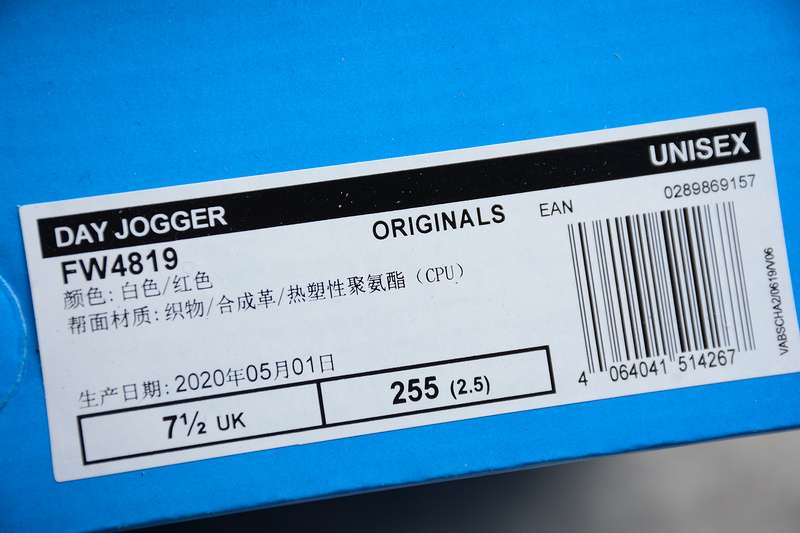 DAY JOGGER
UNISEX
FW4819
ORIGINALS
EAN
0289869157
颜色: 白色/红色
帮面材质: 织物/合成革/热塑性聚氨酯（CPU）
生产日期: 2020年05月01日
7½ UK
255 (2.5)
4 064041 514267
VABSCHA2/0619/V06